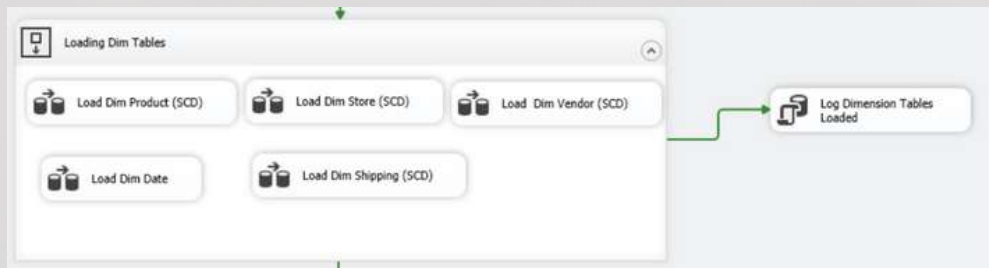 Loading Dim Tables
Load Dim Product (SCD)
Load Dim Store (SCD)
Load Dim Vendor (SCD)
Load Dim Date
Load Dim Shipping (SCD)
Log Dimension Tables
Loaded